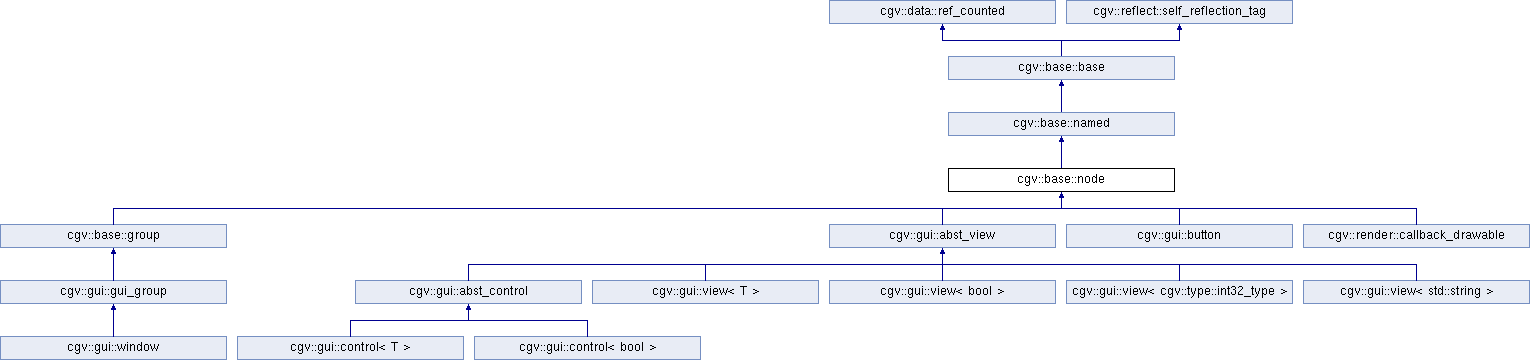 cgv::data::ref_counted
cgv::reflect::self_reflection_tag
cgv::base::base
cgv::base::named
cgv::base::node
cgv::base::group
cgv::gui::abst_view
cgv::gui::button
cgv::render::callback_drawable
cgv::gui::gui_group
cgv::gui::abst_control
cgv::gui::view< T >
cgv::gui::view< bool >
cgv::gui::view< cgv::type::int32_type >
cgv::gui::view< std::string >
cgv::gui::window
cgv::gui::control< T >
cgv::gui::control< bool >